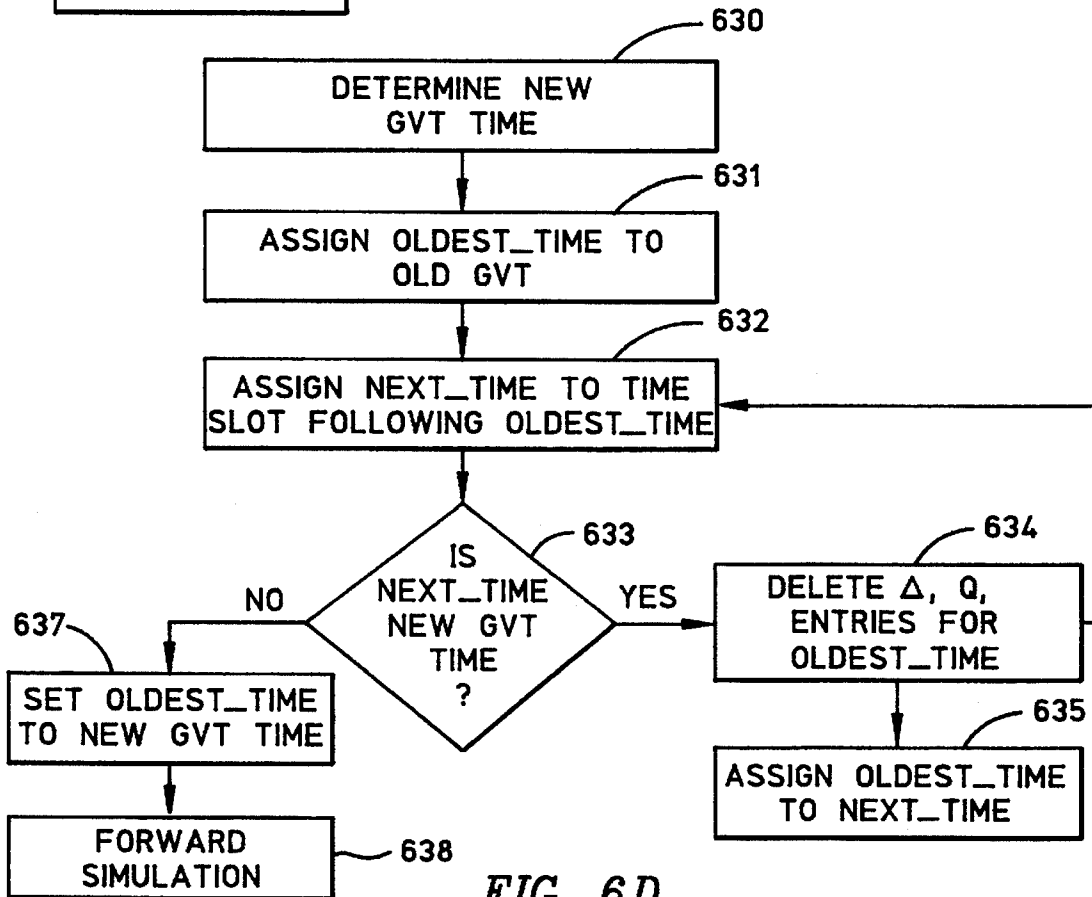 630
DETERMINE NEW
GVT TIME
631
ASSIGN OLDEST_TIME TO
OLD GVT
632
ASSIGN NEXT_TIME TO TIME
SLOT FOLLOWING OLDEST_TIME
633
IS
NEXT_TIME
NEW GVT
TIME
?
NO
YES
634
DELETE Δ, Q,
ENTRIES FOR
OLDEST_TIME
637
SET OLDEST_TIME
TO NEW GVT TIME
635
ASSIGN OLDEST_TIME
TO NEXT_TIME
FORWARD
SIMULATION
638
FIG. 6D